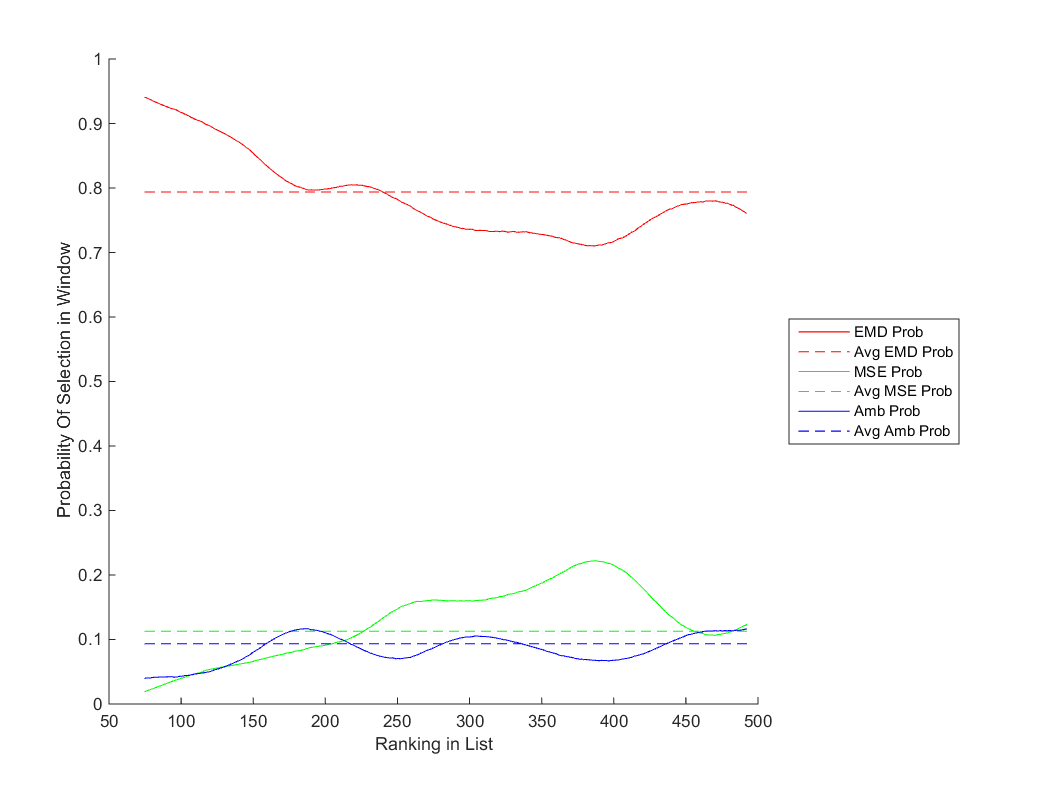 1
0.9
0.8
0.7
0.6
0.5
0.4
0.3
0.2
0.1
0
Probability Of Selection in Window
50 100 150 200 250 300 350 400 450 500
Ranking in List
EMD Prob
Avg EMD Prob
MSE Prob
Avg MSE Prob
Amb Prob
Avg Amb Prob